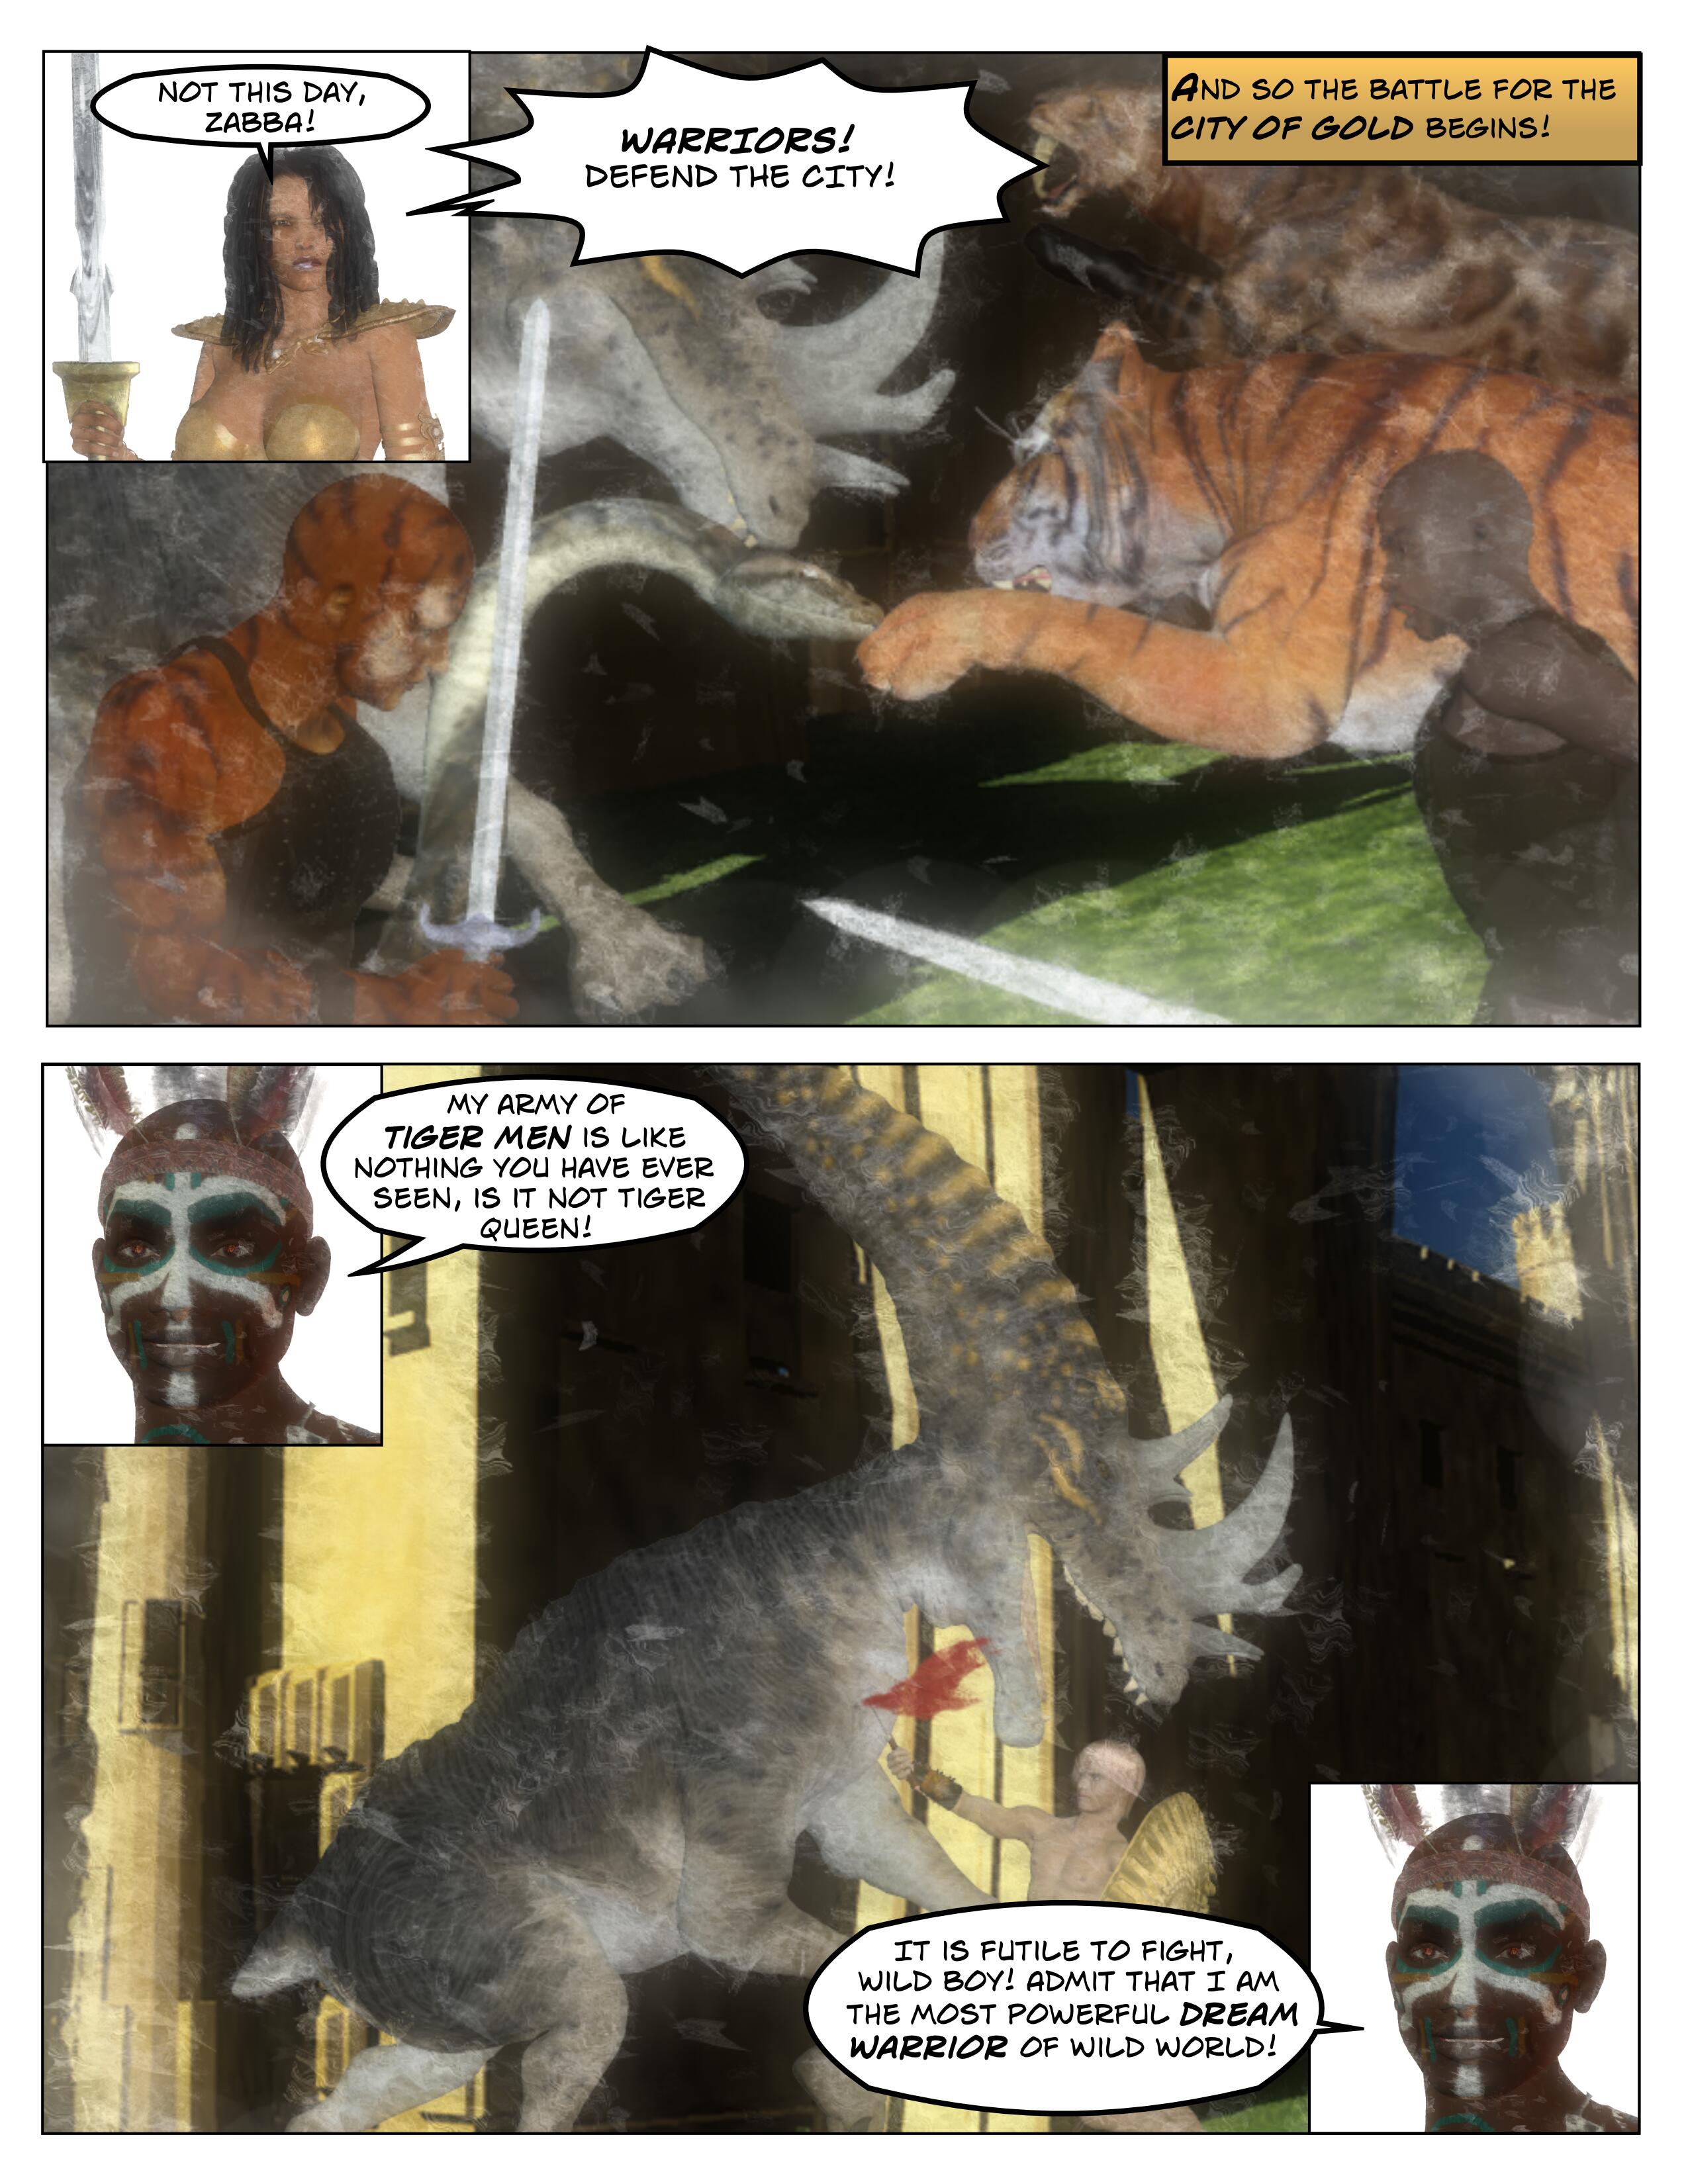 NOT THIS DAY,
ZABBA!
WARRIORS!
DEFEND THE CITY!
AND SO THE BATTLE FOR THE
CITY OF GOLD BEGINS!
MY ARMY OF
TIGER MEN IS LIKE
NOTHING YOU HAVE EVER
SEEN, IS IT NOT TIGER
QUEEN!
IT IS FUTILE TO FIGHT,
WILD BOY! ADMIT THAT I AM
THE MOST POWERFUL DREAM
WARRIOR OF WILD WORLD!